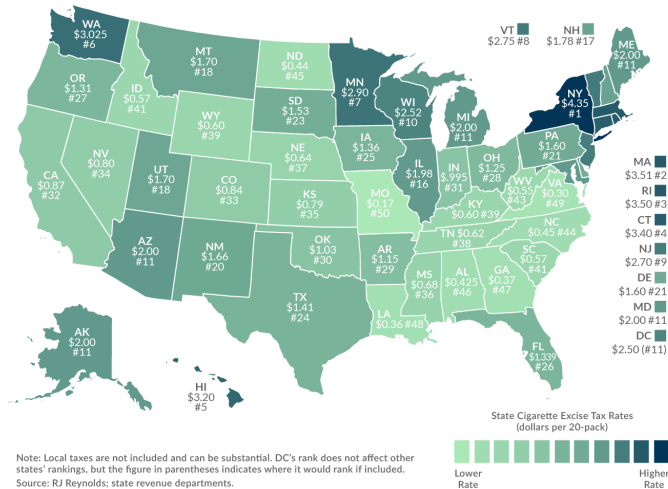 WA
$3.025
#6
VT
$2.75 #8
NH
$1.78 #17
ME
$2.00
#11
MT
$1.70
#18
ND
$0.44
#45
MN
$2.90
#7
OR
$1.31
#27
ID
$0.57
#41
SD
$1.53
#23
WI
$2.52
#10
MI
$2.00
#11
NY
$4.35
#1
WY
$0.60
#39
IA
$1.36
#25
PA
$1.60
#21
NV
$0.80
#34
NE
$0.64
#37
IL
$1.98
#16
IN
$.995
#31
OH
$1.25
#28
MA
$3.51 #2
CA
$0.87
#32
UT
$1.70
#18
CO
$0.84
#33
KS
$0.79
#35
MO
$0.17
#50
WV
$0.55
#43
VA
$0.30
#49
RI
$3.50 #3
KY
$0.60 #39
CT
$3.40 #4
AZ
$2.00
#11
NM
$1.66
#20
OK
$1.03
#30
AR
$1.15
#29
TN $0.62
#38
NC
$0.45 #44
NJ
$2.70 #9
SC
$0.57
#41
DE
$1.60 #21
TX
$1.41
#24
MS
$0.68
#36
AL
$0.425
#46
GA
$0.37
#47
MD
$2.00 #11
LA
$0.36 #48
DC
$2.50 (#11)
AK
$2.00
#11
FL
$1339
#26
HI
$3.20
#5
State Cigarette Excise Tax Rates
(dollars per 20-pack)
Lower
Rate
Higher
Rate
Note: Local taxes are not included and can be substantial. DC’s rank does not affect other
states’ rankings, but the figure in parentheses indicates where it would rank if included.
Source: RJ Reynolds; state revenue departments.